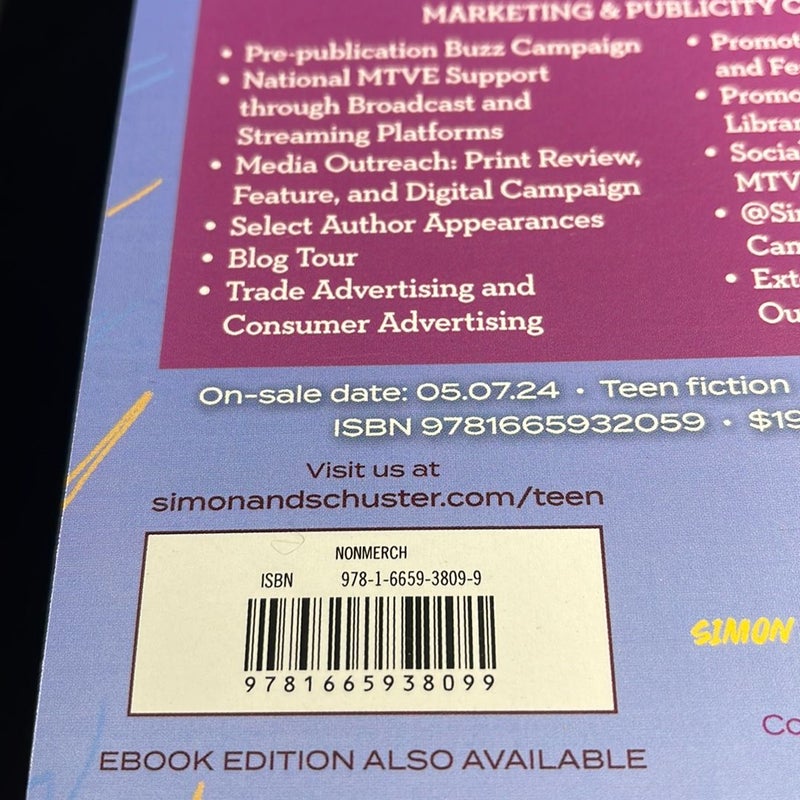 MARKETING & PUBLICITY
• Pre-publication Buzz Campaign
• National MTVE Support
through Broadcast and
Streaming Platforms
• Media Outreach: Print Review,
Feature, and Digital Campaign
• Select Author Appearances
• Blog Tour
• Trade Advertising and
Consumer Advertising
•
and
•
•
MTV
•
•
On-sale date: 05.07.24 • Teen fiction
ISBN 9781665932059 • $19
Visit us at
simonandschuster.com/teen
NONMERCH
ISBN 978-1-6659-3809-9
9781665938099
SIMON
EBOOK EDITION ALSO AVAILABLE